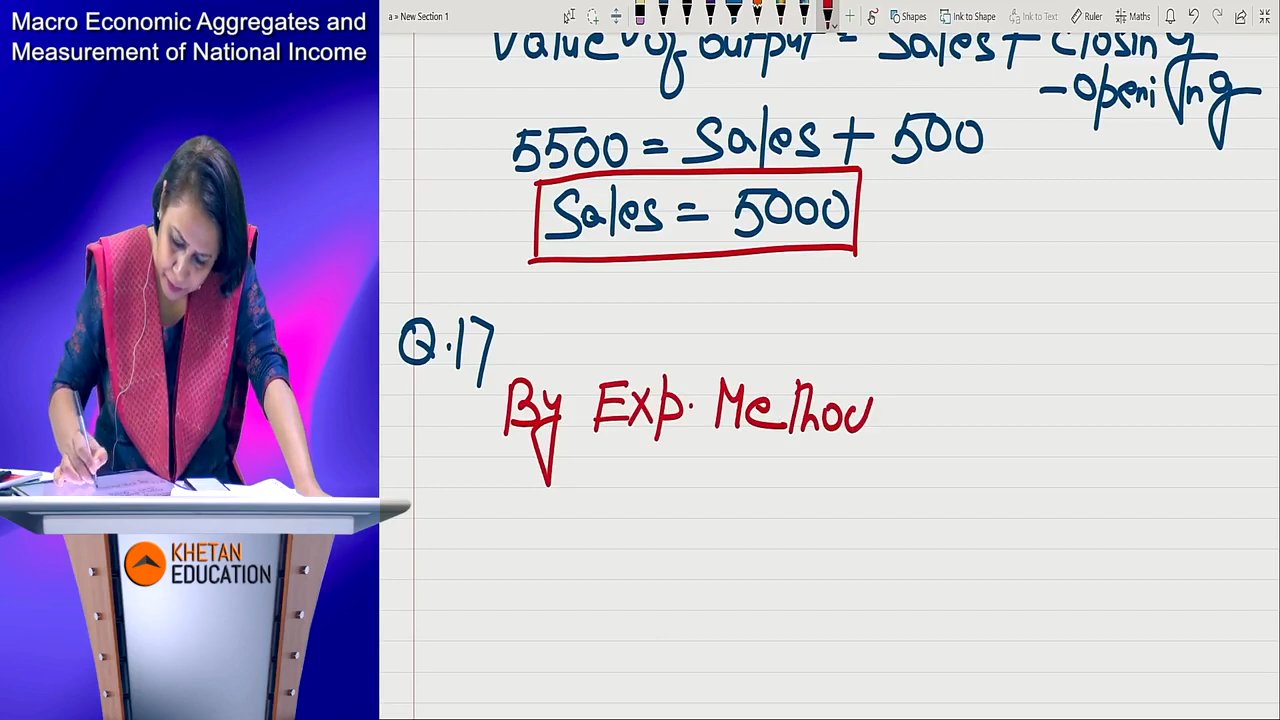 Macro Economic Aggregates and
Measurement of National Income
a » New Section 1
Shapes
Ink to Shape
Ink to Text
Ruler
Maths
Value of output = Sales + Closing
- Opening
5500 = Sales + 500
Sales = 5000
Q.17
By Exp. Method
KHETAN
EDUCATION